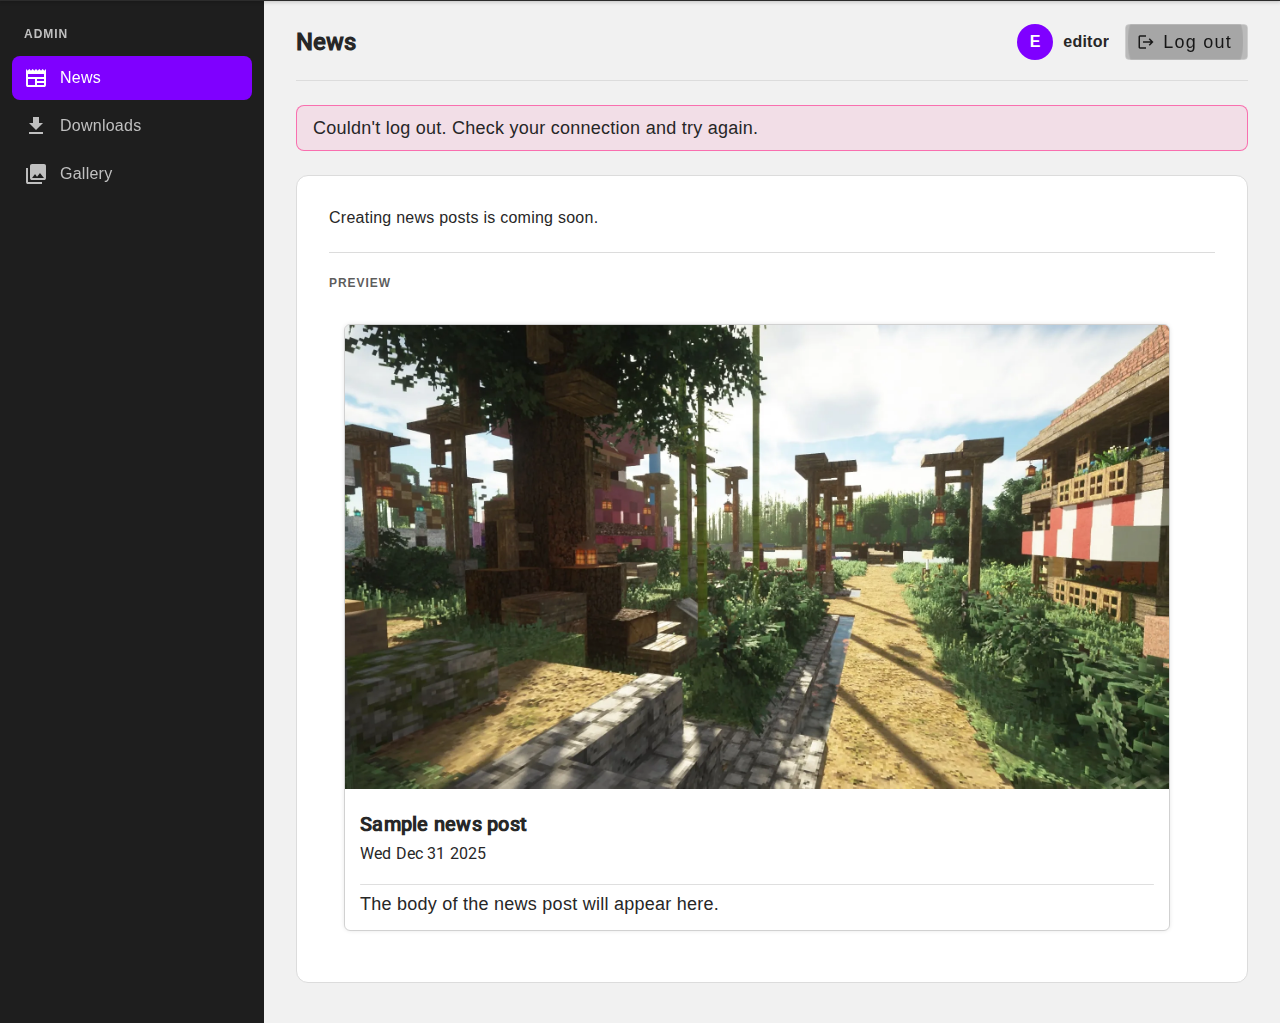 ADMIN
News
Downloads
Gallery
News
E editor Log out
Couldn't log out. Check your connection and try again.
Creating news posts is coming soon.
PREVIEW
Sample news post
Wed Dec 31 2025
The body of the news post will appear here.